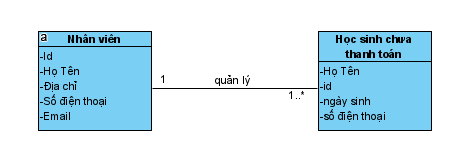 a
Nhân viên
-Id
-Họ Tên
-Địa chỉ
-Số điện thoại
-Email
1
quản lý
1..*
Học sinh chưa
thanh toán
-Họ Tên
-id
-ngày sinh
-số điện thoại